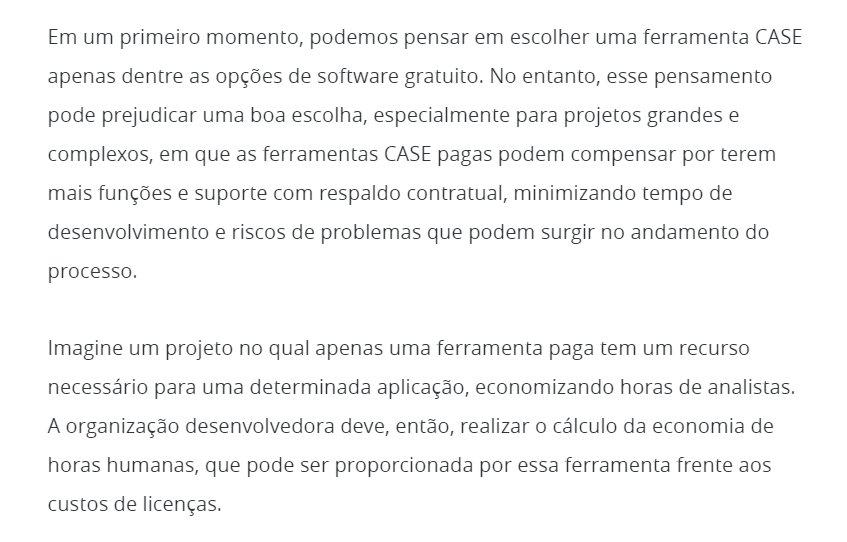 Em um primeiro momento, podemos pensar em escolher uma ferramenta CASE
apenas dentre as opções de software gratuito. No entanto, esse pensamento
pode prejudicar uma boa escolha, especialmente para projetos grandes e
complexos, em que as ferramentas CASE pagas podem compensar por terem
mais funções e suporte com respaldo contratual, minimizando tempo de
desenvolvimento e riscos de problemas que podem surgir no andamento do
processo.
Imagine um projeto no qual apenas uma ferramenta paga tem um recurso
necessário para uma determinada aplicação, economizando horas de analistas.
A organização desenvolvedora deve, então, realizar o cálculo da economia de
horas humanas, que pode ser proporcionada por essa ferramenta frente aos
custos de licenças.